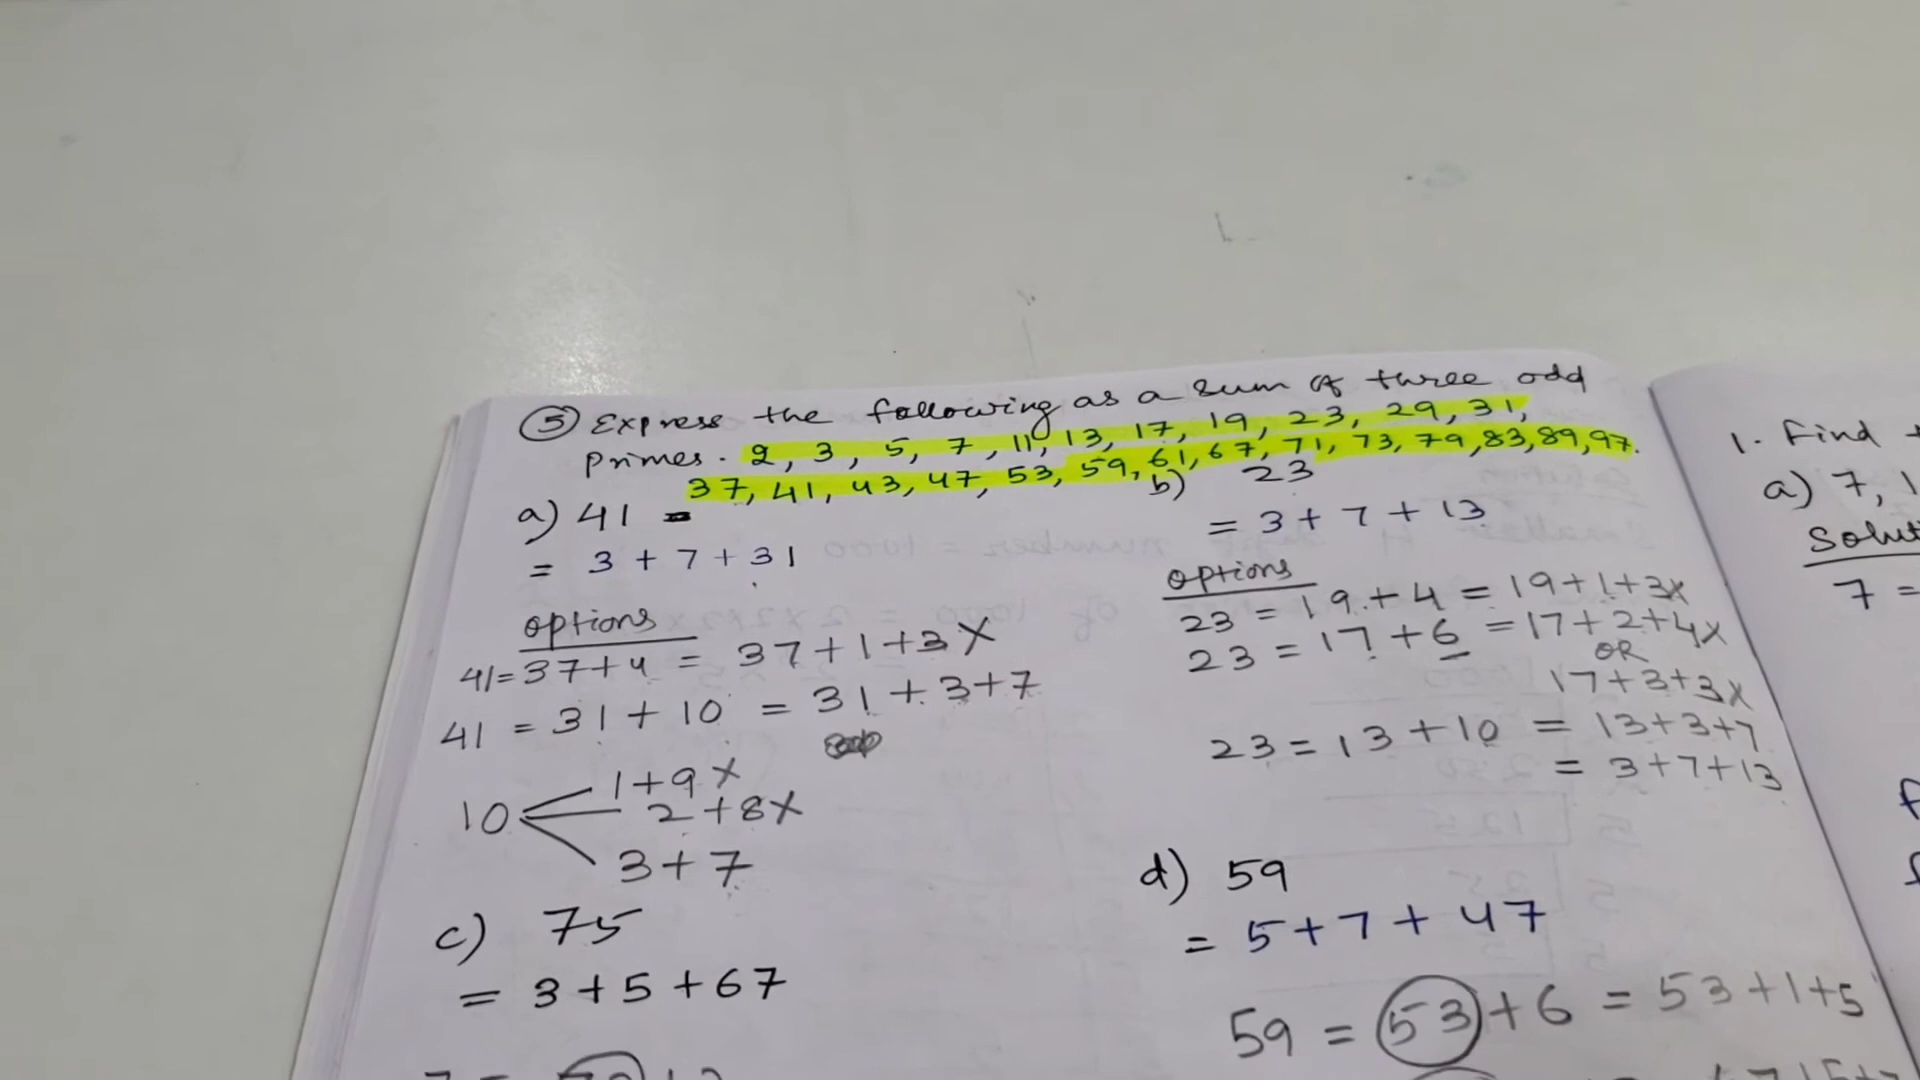 ⑤ Express the following as a sum of three odd
primes. 2, 3, 5, 7, 11, 13, 17, 19, 23, 29, 31,
37, 41, 43, 47, 53, 59, 61, 67, 71, 73, 79, 83, 89, 97.
a) 41 =
= 3 + 7 + 31
options
41=37+4 = 37+1+3 X
41 = 31 + 10 = 31 + 3+7
10 1+9 X
2 +8 X
3+7
c) 75
= 3+5+67
b) 23
= 3+7+13
options
23 = 19+4 = 19+1+3X
23 = 17+6 = 17+2+4X
OR
17+3+3X
23 = 13+10 = 13+3+7
= 3+7+13
d) 59
= 5+7+47
59 = 53+6 = 53+1+5
1. Find
a) 7,
7 =